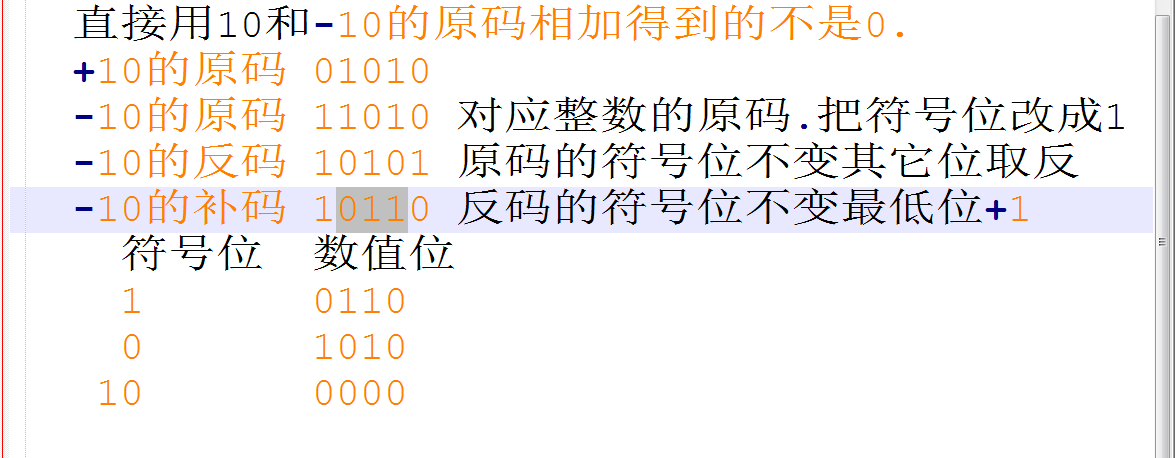 直接用10和-10的原码相加得到的不是0.
+10的原码 01010
-10的原码 11010 对应整数的原码.把符号位改成1
-10的反码 10101 原码的符号位不变其它位取反
-10的补码 10110 反码的符号位不变最低位+1
符号位 数值位
1 0110
0 1010
10 0000